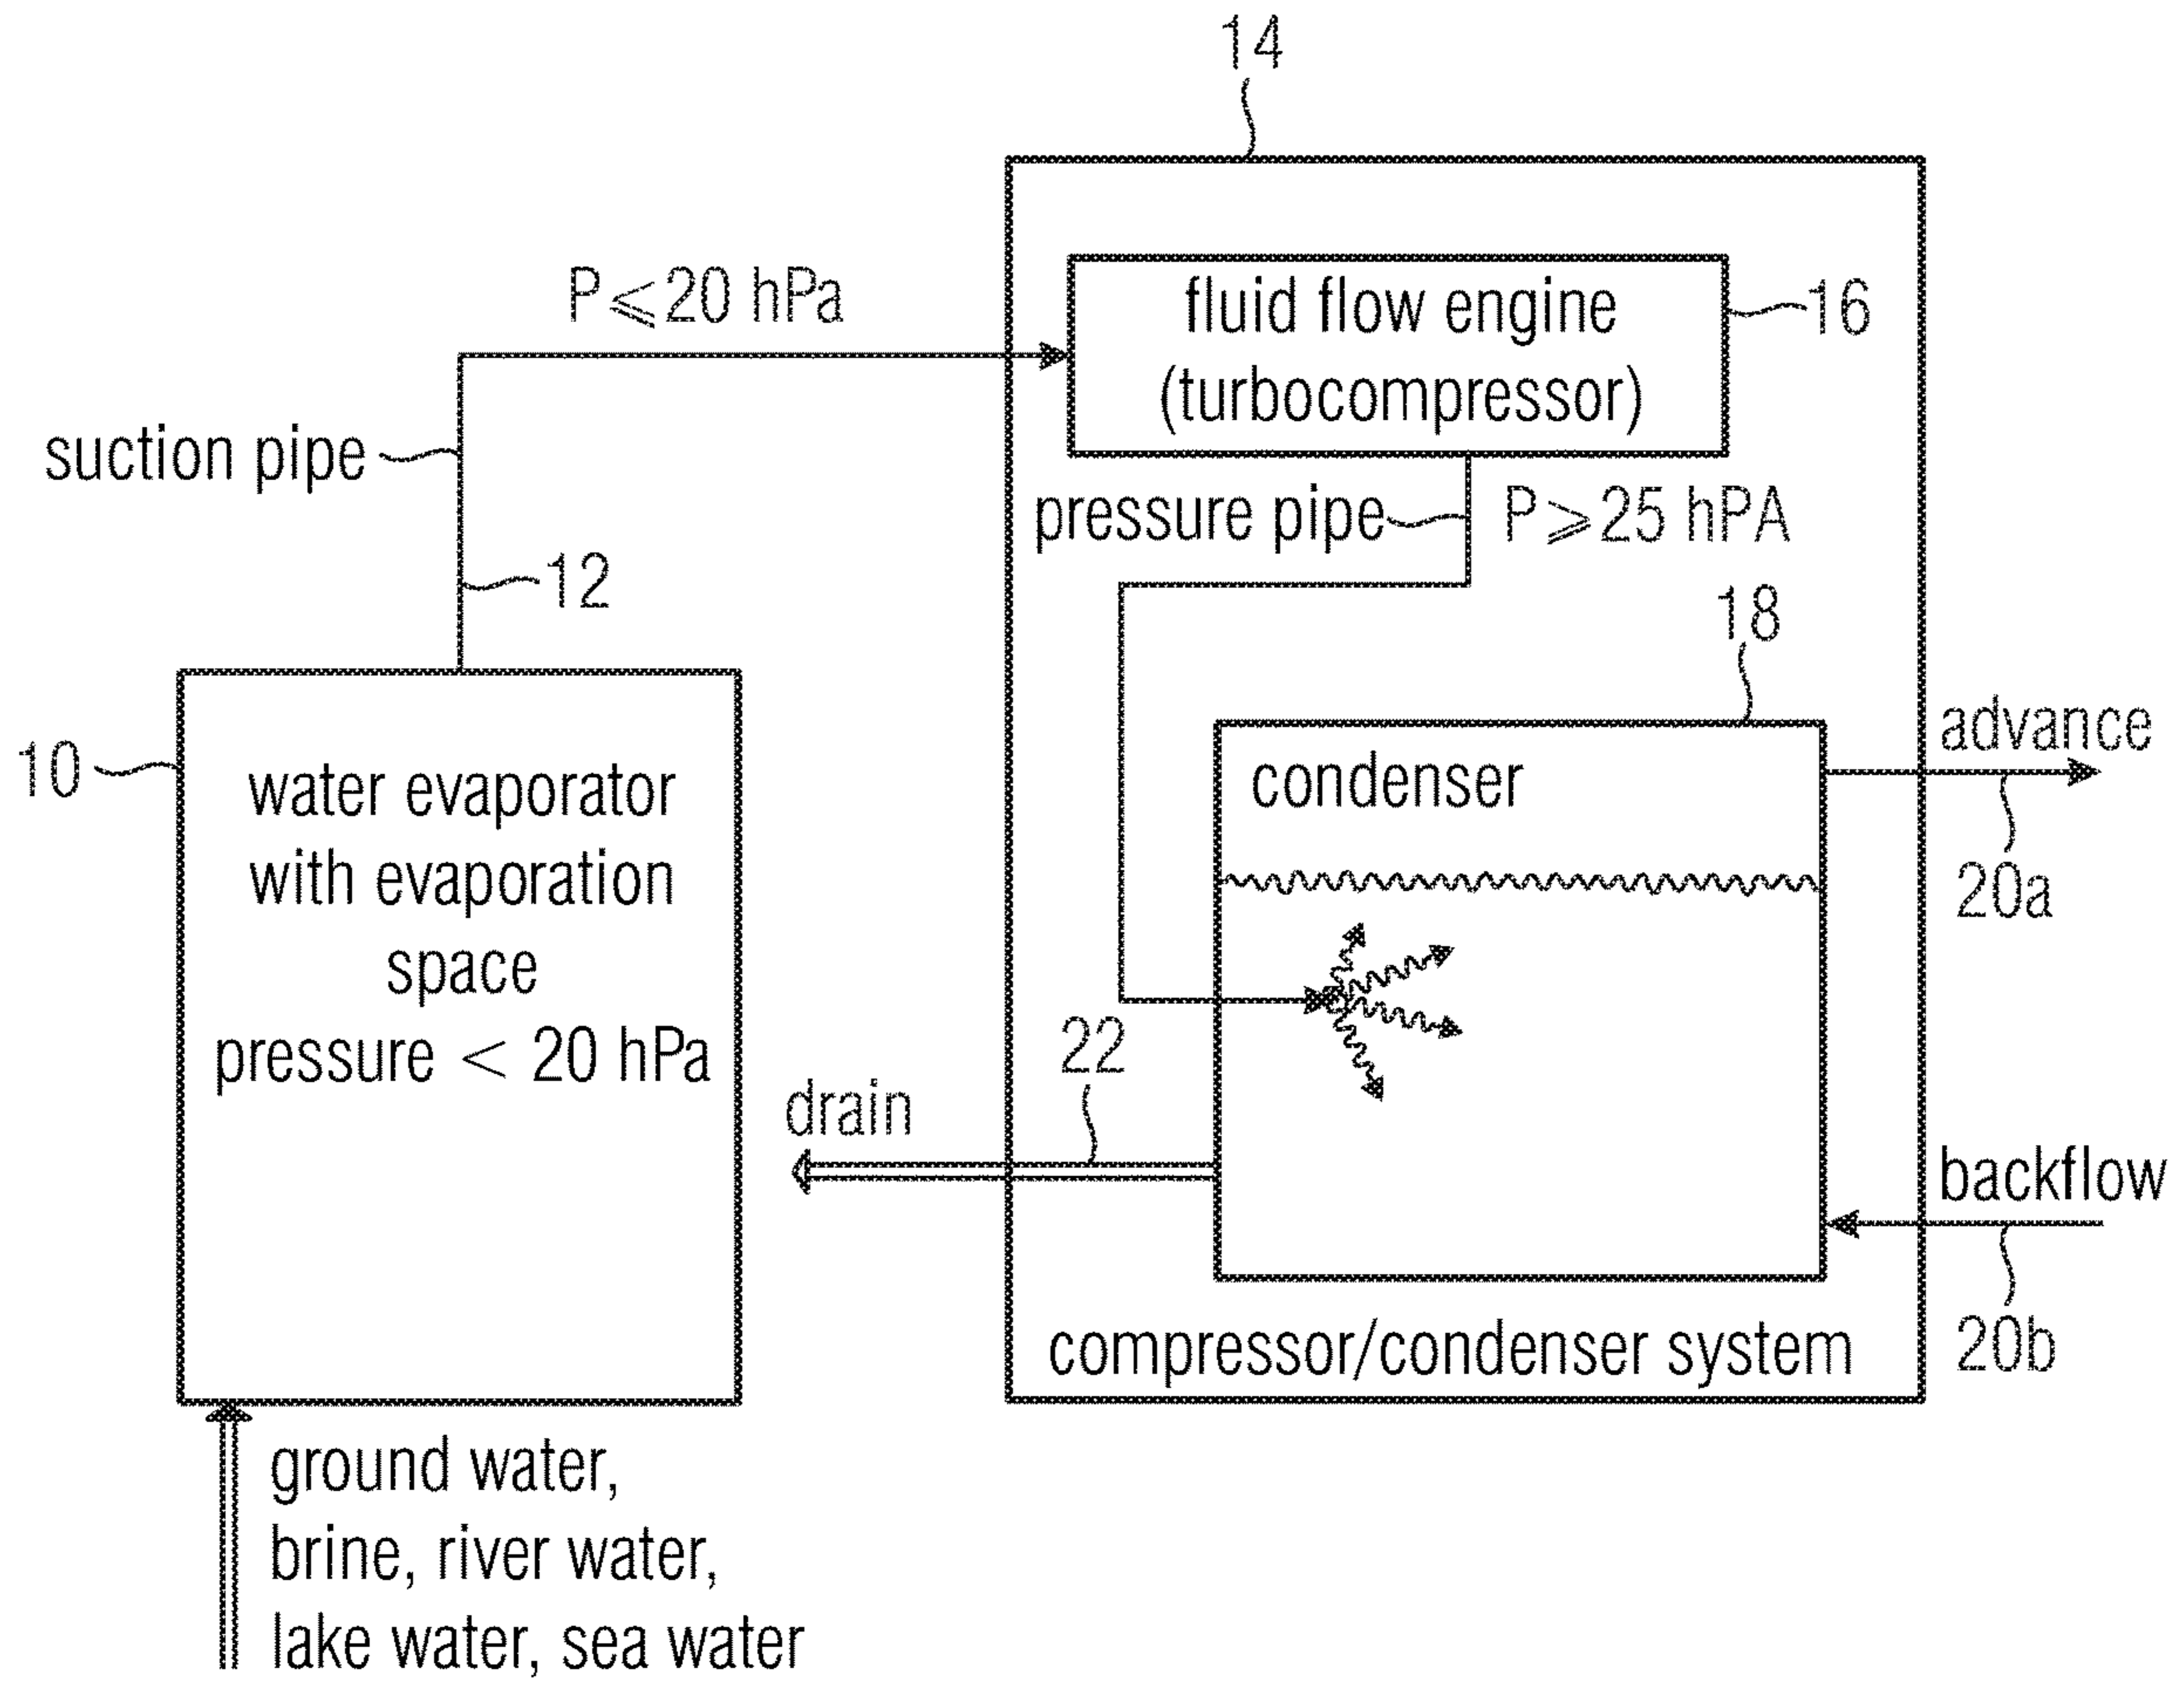 14
P⩽20 hPa
fluid flow engine
(turbocompressor)
16
suction pipe
pressure pipe
P⩾25 hPA
12
18
10
water evaporator
with evaporation
space
pressure < 20 hPa
condenser
advance
20a
22
drain
backflow
20b
compressor/condenser system
ground water,
brine, river water,
lake water, sea water